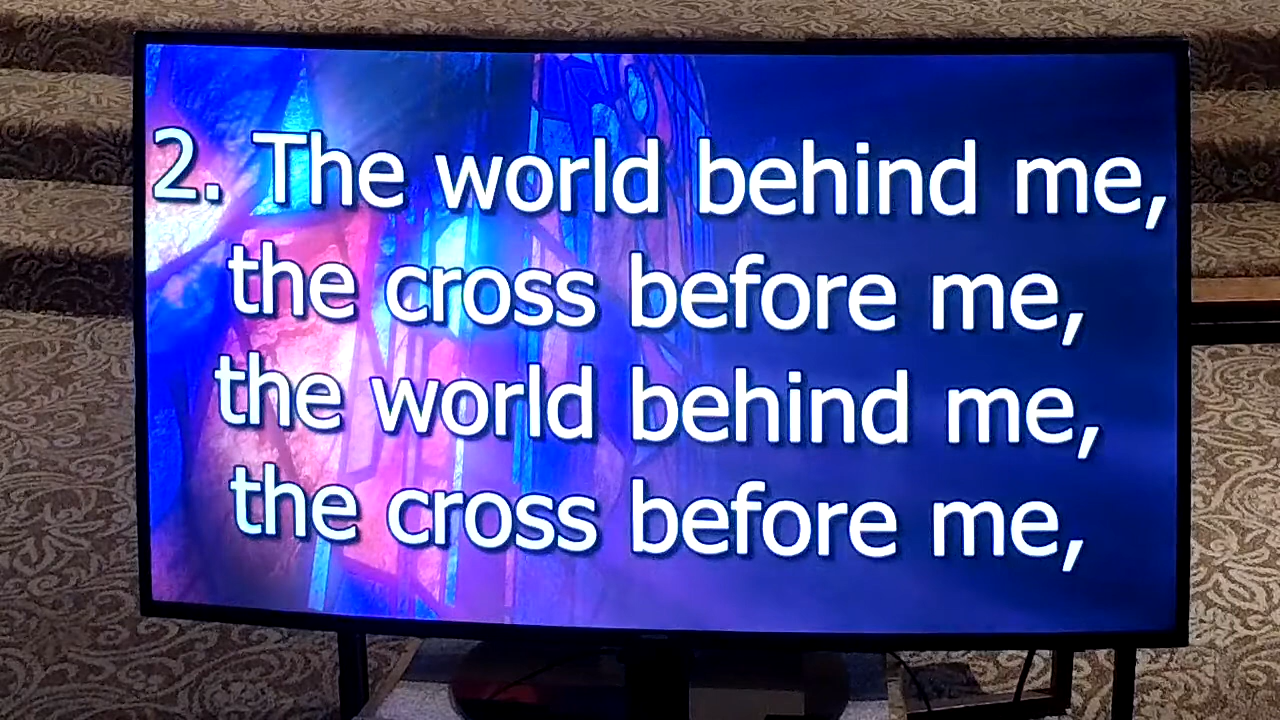 2. The world behind me,
the cross before me,
the world behind me,
the cross before me,